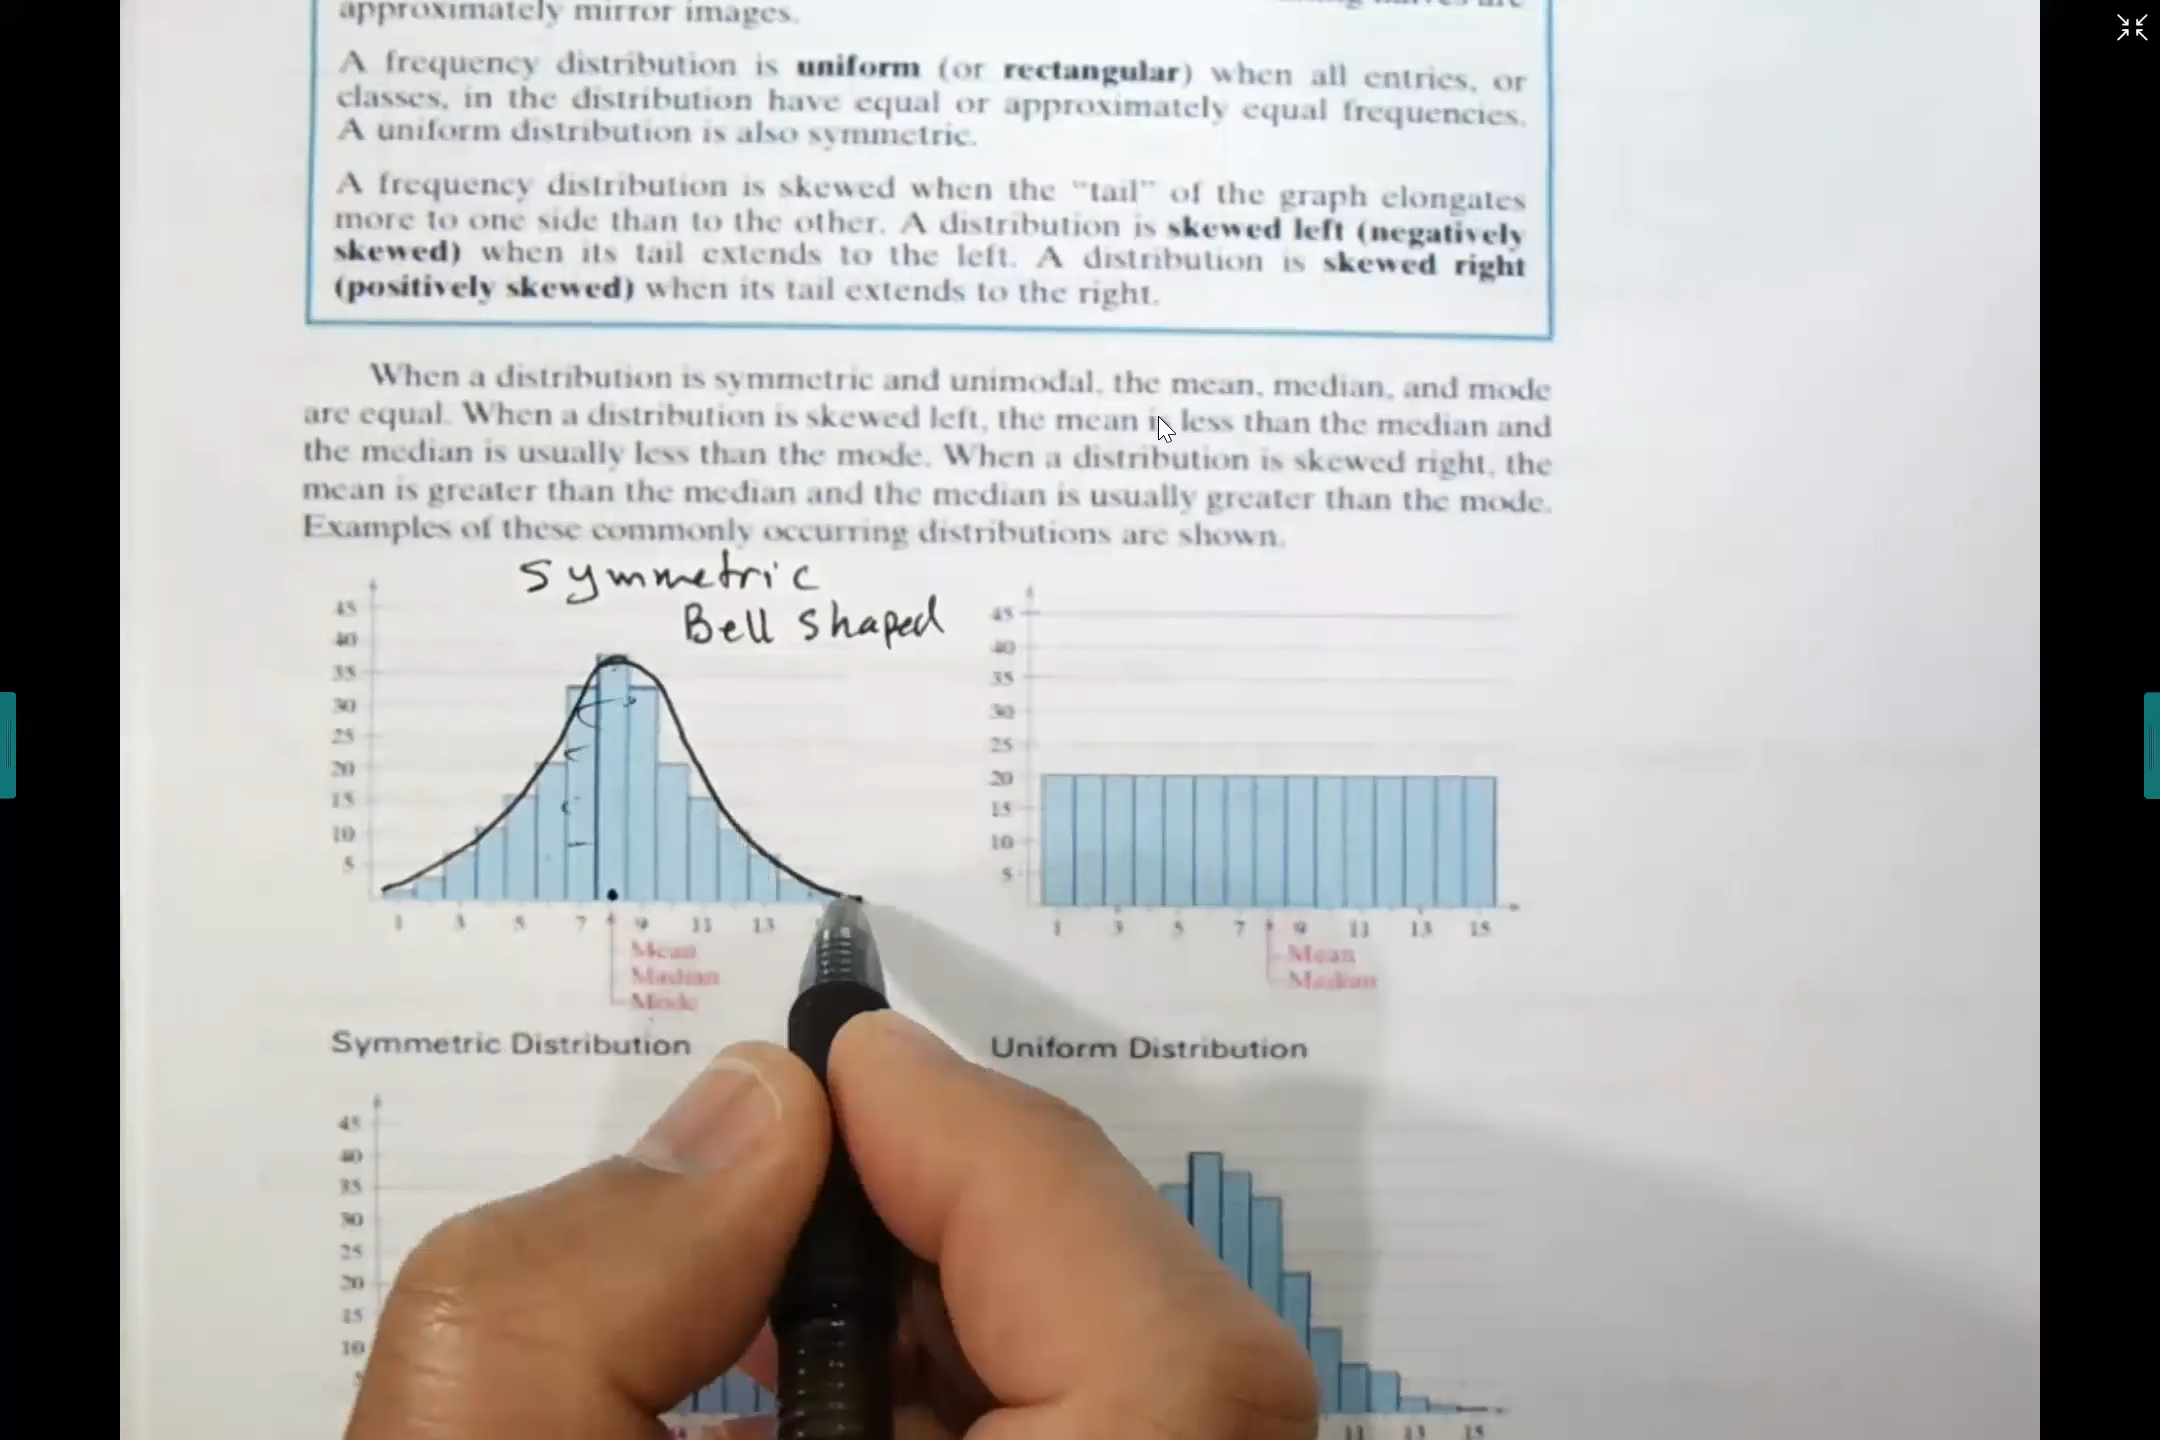 approximately mirror images.
A frequency distribution is uniform (or rectangular) when all entries, or
classes, in the distribution have equal or approximately equal frequencies.
A uniform distribution is also symmetric.
A frequency distribution is skewed when the "tail" of the graph elongates
more to one side than to the other. A distribution is skewed left (negatively
skewed) when its tail extends to the left. A distribution is skewed right
(positively skewed) when its tail extends to the right.
When a distribution is symmetric and unimodal, the mean, median, and mode
are equal. When a distribution is skewed left, the mean is less than the median and
the median is usually less than the mode. When a distribution is skewed right, the
mean is greater than the median and the median is usually greater than the mode.
Examples of these commonly occurring distributions are shown.
Symmetric
Bell Shaped
45
40
35
30
25
20
15
10
5
1 3 5 7 9 11 13
Mean
Median
Mode
Symmetric Distribution
45
40
35
30
25
20
15
10
5
1 3 5 7 9 11 13 15
Mean
Median
Uniform Distribution
45
40
35
30
25
20
15
10
11 13 15